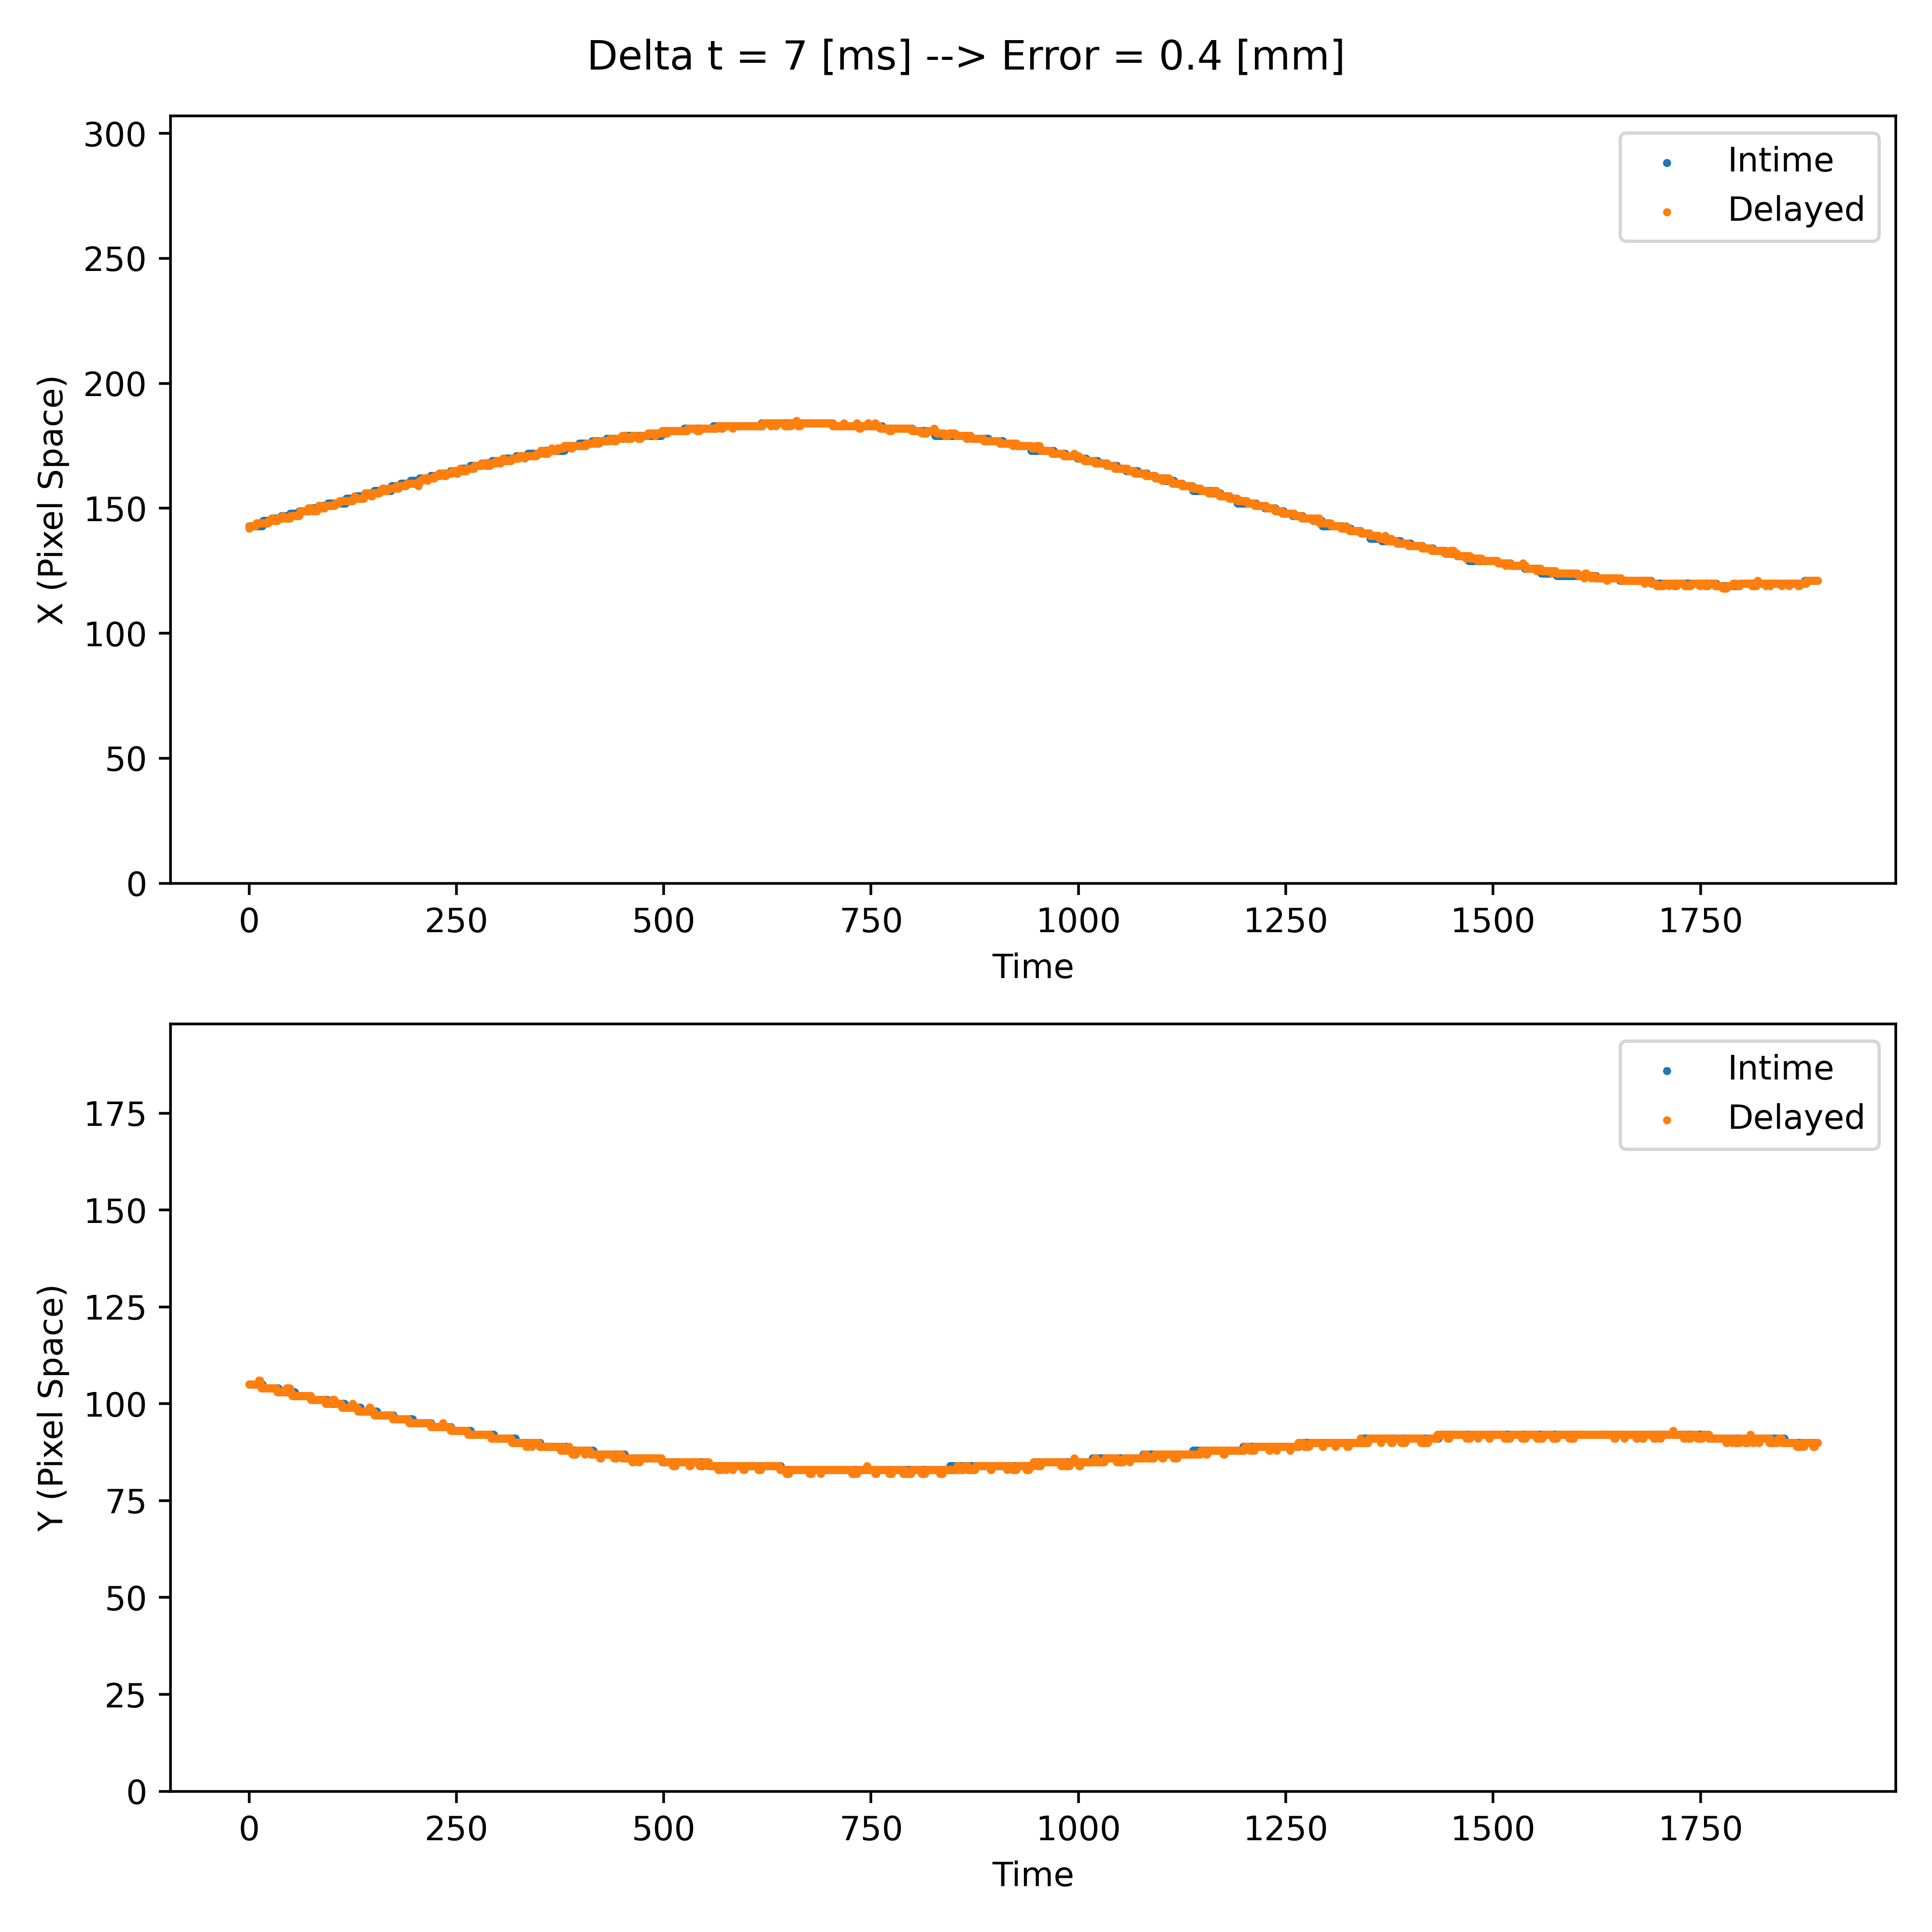 Delta t = 7 [ms] --> Error = 0.4 [mm]
300
250
200
150
100
50
0
X (Pixel Space)
Intime
Delayed
0 250 500 750 1000 1250 1500 1750
Time
175
150
125
100
75
50
25
0
Y (Pixel Space)
Intime
Delayed
0 250 500 750 1000 1250 1500 1750
Time